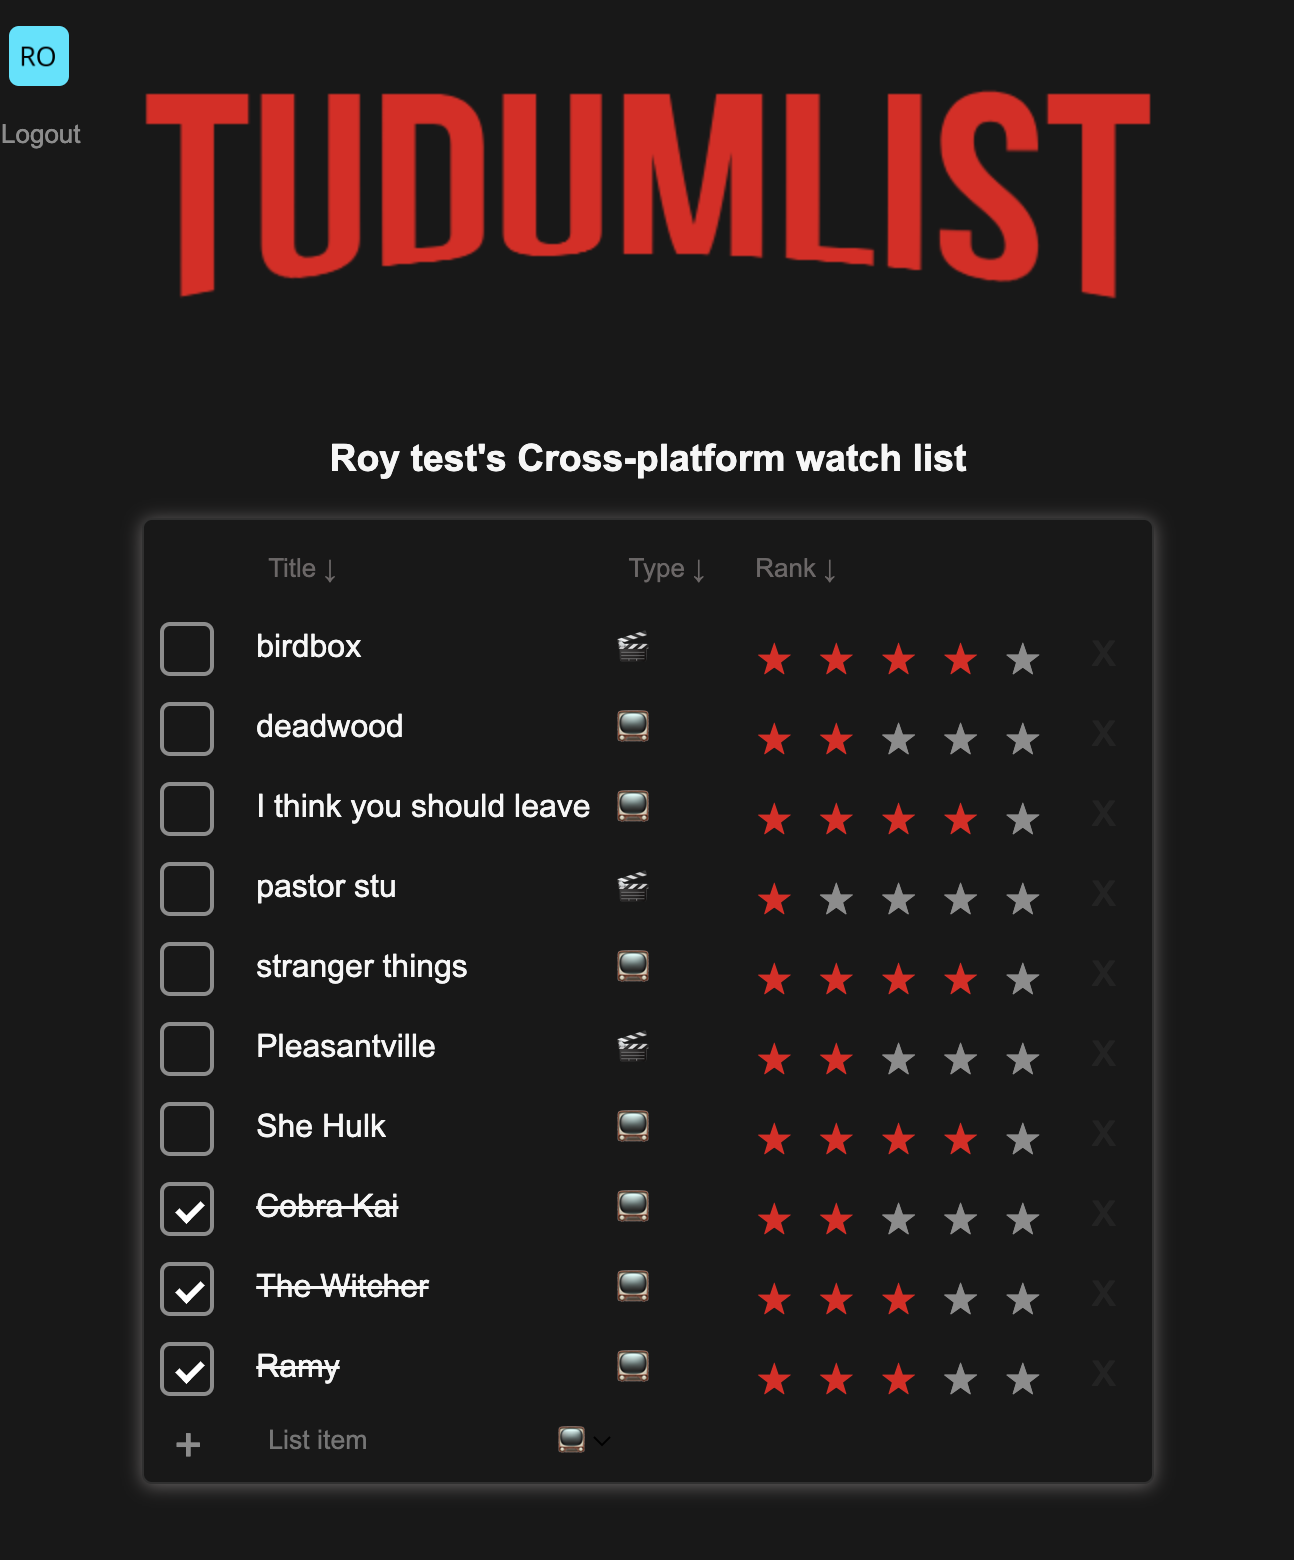 RO
Logout
TUDUMLIST
Roy test's Cross-platform watch list
Title ↓ Type ↓ Rank ↓
birdbox X
deadwood X
I think you should leave X
pastor stu X
stranger things X
Pleasantville X
She Hulk X
Cobra Kai X
The Witcher X
Ramy X
+ List item